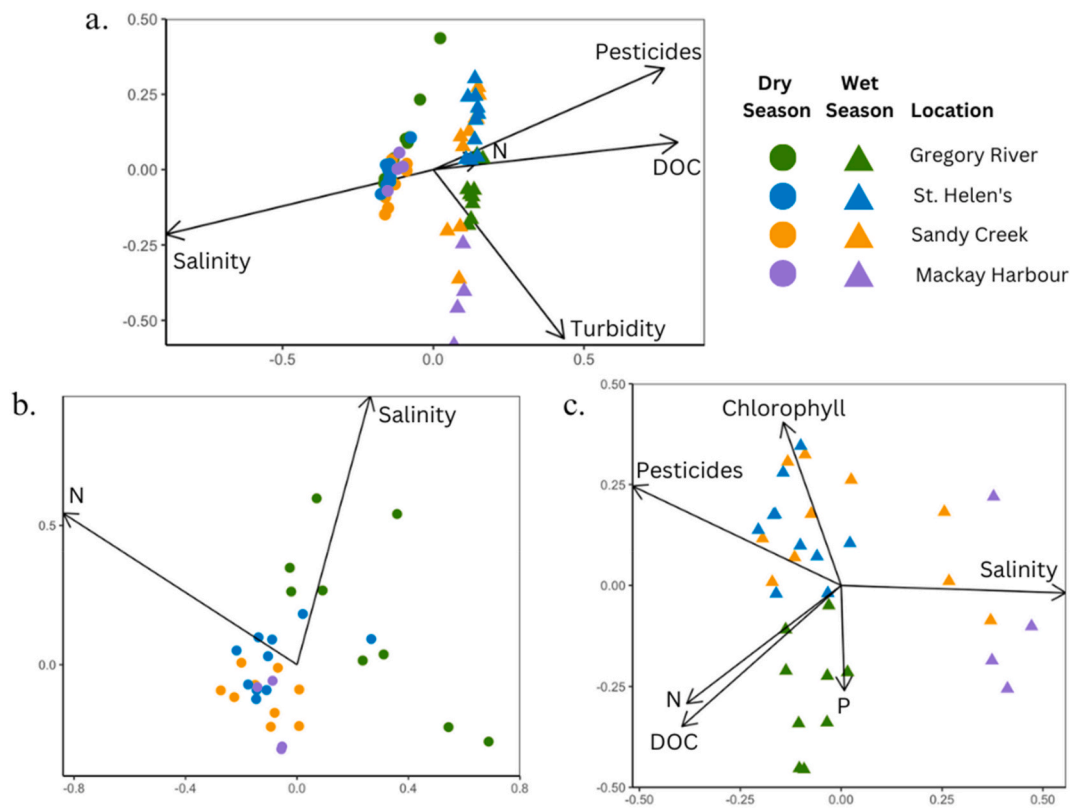 a.
0.50
0.25
0.00
-0.25
-0.50
-0.5
0.0
0.5
Pesticides
N
DOC
Salinity
Turbidity
Dry Season
Wet Season
Location
Gregory River
St. Helen's
Sandy Creek
Mackay Harbour
b.
0.5
0.0
-0.8
-0.4
0.0
0.4
0.8
Salinity
N
c.
0.50
0.25
0.00
-0.25
-0.50
-0.50
-0.25
0.00
0.25
0.50
Chlorophyll
Pesticides
Salinity
N
DOC
P